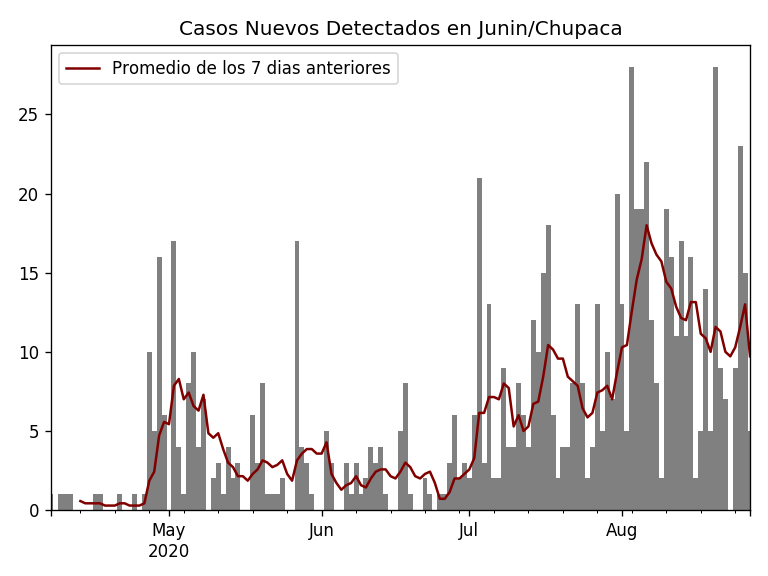 Casos Nuevos Detectados en Junin/Chupaca
Promedio de los 7 dias anteriores
25
20
15
10
5
0
May
2020
Jun
Jul
Aug